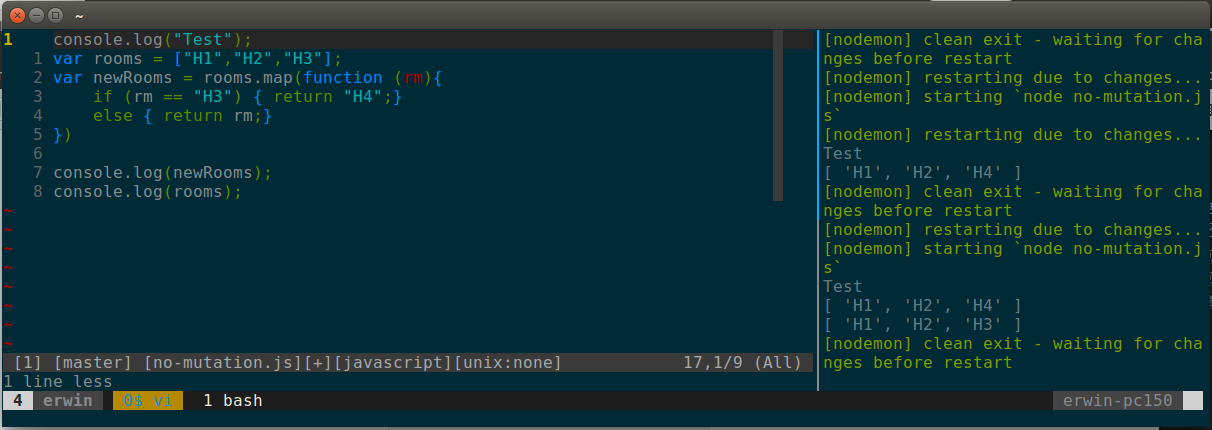 ~
1 console.log("Test");
1 var rooms = ["H1","H2","H3"];
2 var newRooms = rooms.map(function (rm){
3 if (rm == "H3") { return "H4";}
4 else { return rm;}
5 })
6
7 console.log(newRooms);
8 console.log(rooms);
~
~
~
~
~
~
~
~
[1] [master] [no-mutation.js][+][javascript][unix:none] 17,1/9 (All)
1 line less
[nodemon] clean exit - waiting for cha
nges before restart
[nodemon] restarting due to changes...
[nodemon] starting `node no-mutation.j
s`
[nodemon] restarting due to changes...
Test
[ 'H1', 'H2', 'H4' ]
[nodemon] clean exit - waiting for cha
nges before restart
[nodemon] restarting due to changes...
[nodemon] starting `node no-mutation.j
s`
Test
[ 'H1', 'H2', 'H4' ]
[ 'H1', 'H2', 'H3' ]
[nodemon] clean exit - waiting for cha
nges before restart
4 erwin 0$ vi 1 bash erwin-pc150